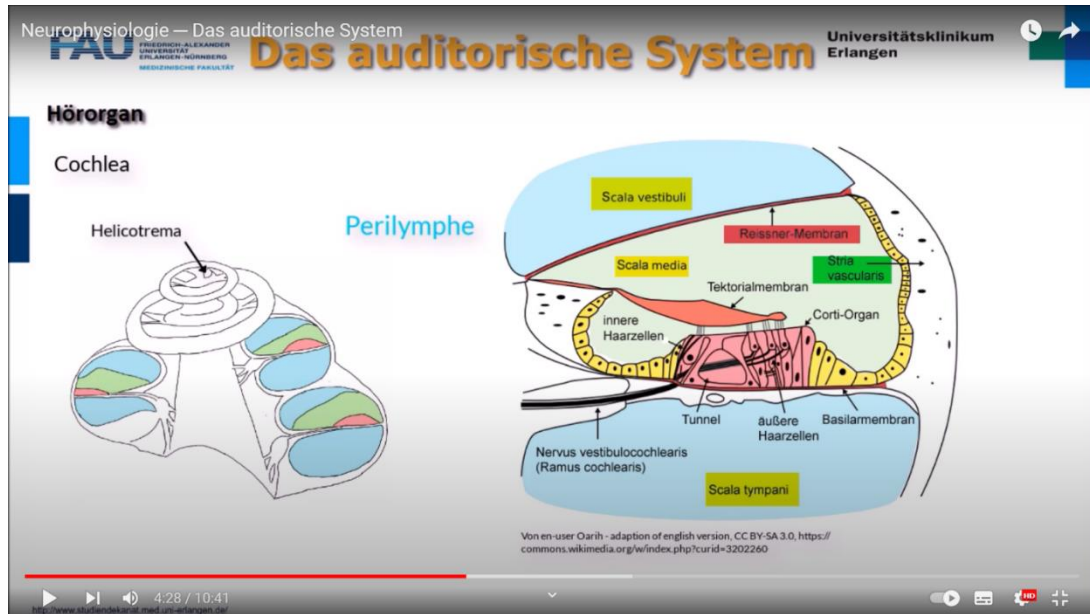 Neurophysiologie — Das auditorische System
FAU
FRIEDRICH-ALEXANDER
UNIVERSITÄT
ERLANGEN-NÜRNBERG
MEDIZINISCHE FAKULTÄT
Das auditorische System
Universitätsklinikum
Erlangen
Hörorgan
Cochlea
Helicotrema
Perilymphe
Scala vestibuli
Reissner-Membran
Scala media
Stria
vascularis
Tektorialmembran
innere
Haarzellen
Corti-Organ
Tunnel
äußere
Haarzellen
Basilarmembran
Nervus vestibulocochlearis
(Ramus cochlearis)
Scala tympani
Von en-user Oarih - adaption of english version, CC BY-SA 3.0, https://
commons.wikimedia.org/w/index.php?curid=3202260
4:28 / 10:41
HD
http://www.studiendekanat.med.uni-erlangen.de/